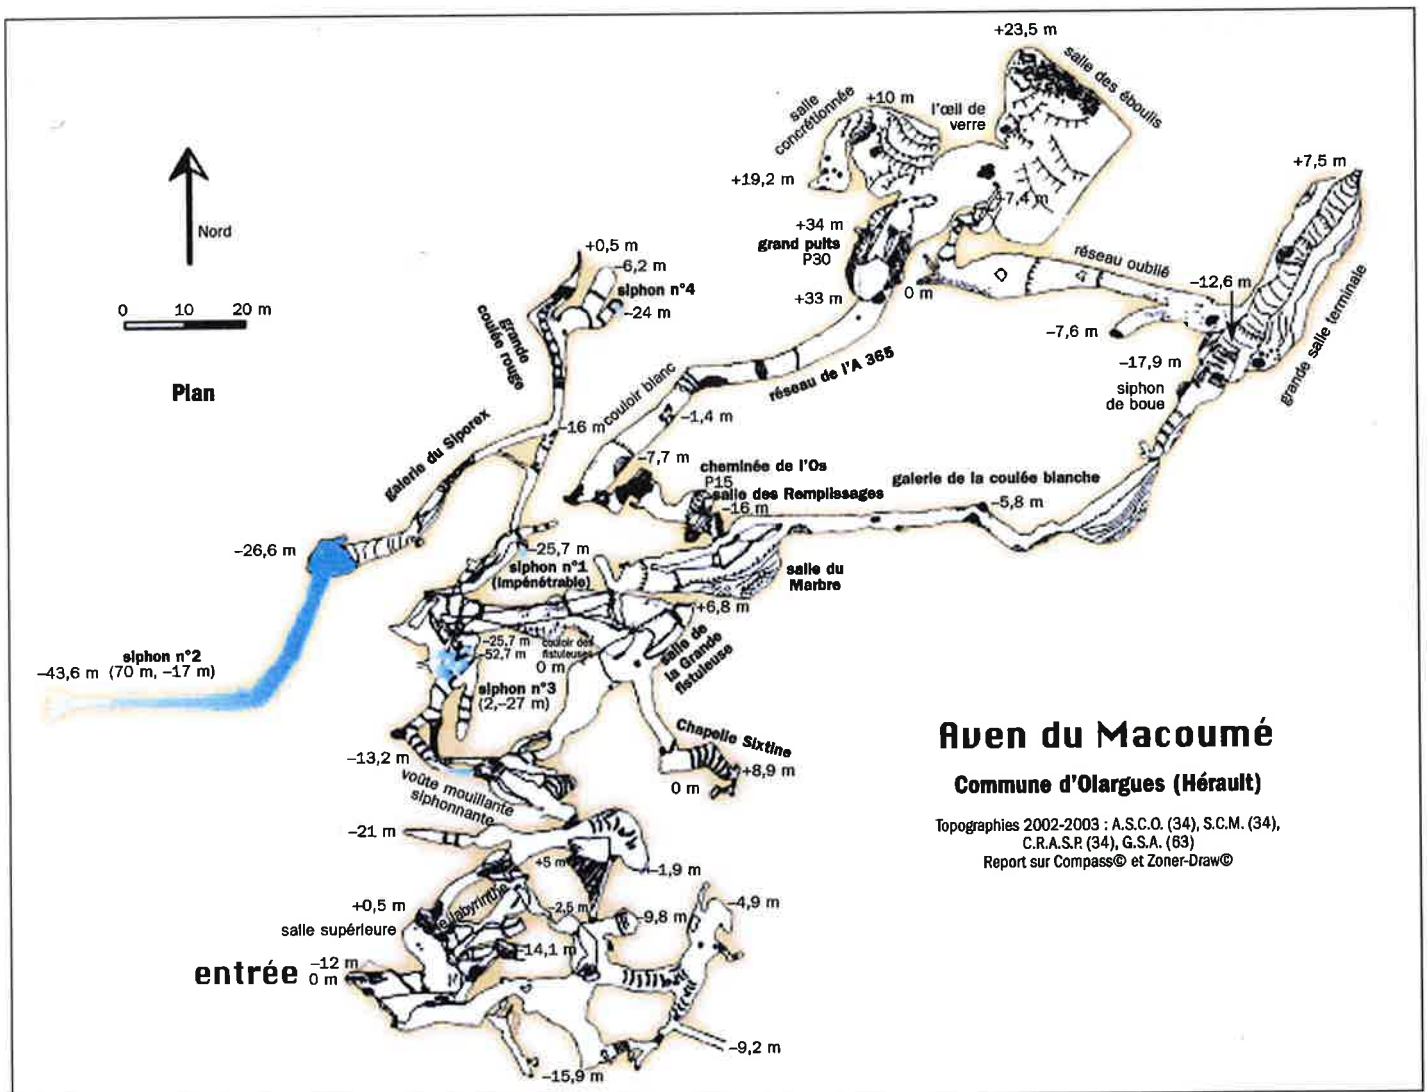 +23,5 m
salle des éboulis
salle
concrétionnée
+10 m
l'œil de
verre
+7,5 m
+19,2 m
-7,4 m
Nord
+34 m
grand puits
P30
+0,5 m
-6,2 m
siphon n°4
-24 m
réseau oublié
-12,6 m
+33 m
0 m
0 10 20 m
grande
coulée rouge
-7,6 m
grande salle terminale
-17,9 m
siphon
de boue
réseau de l'A 365
couloir blanc
Plan
-1,4 m
-16 m
galerie du Siporex
-7,7 m
cheminée de l'Os
P15
salle des Remplissages
-16 m
galerie de la coulée blanche
-5,8 m
-26,6 m
-25,7 m
siphon n°1
(impénétrable)
salle du
Marbre
+6,8 m
-25,7 m
-52,7 m
couloir des
fistuleuses
0 m
salle de
la Grande
fistuleuse
siphon n°2
-43,6 m (70 m, -17 m)
siphon n°3
(2,-27 m)
Chapelle Sixtine
+8,9 m
0 m
-13,2 m
voûte mouillante
siphonnante
Aven du Macoumé
Commune d'Olargues (Hérault)
Topographies 2002-2003 : A.S.C.O. (34), S.C.M. (34),
C.R.A.S.P. (34), G.S.A. (63)
Report sur Compass© et Zoner-Draw©
-21 m
+5 m
-1,9 m
labyrinthe
-2,5 m
-9,8 m
-4,9 m
+0,5 m
salle supérieure
-14,1 m
-12 m
entrée 0 m
-9,2 m
-15,9 m